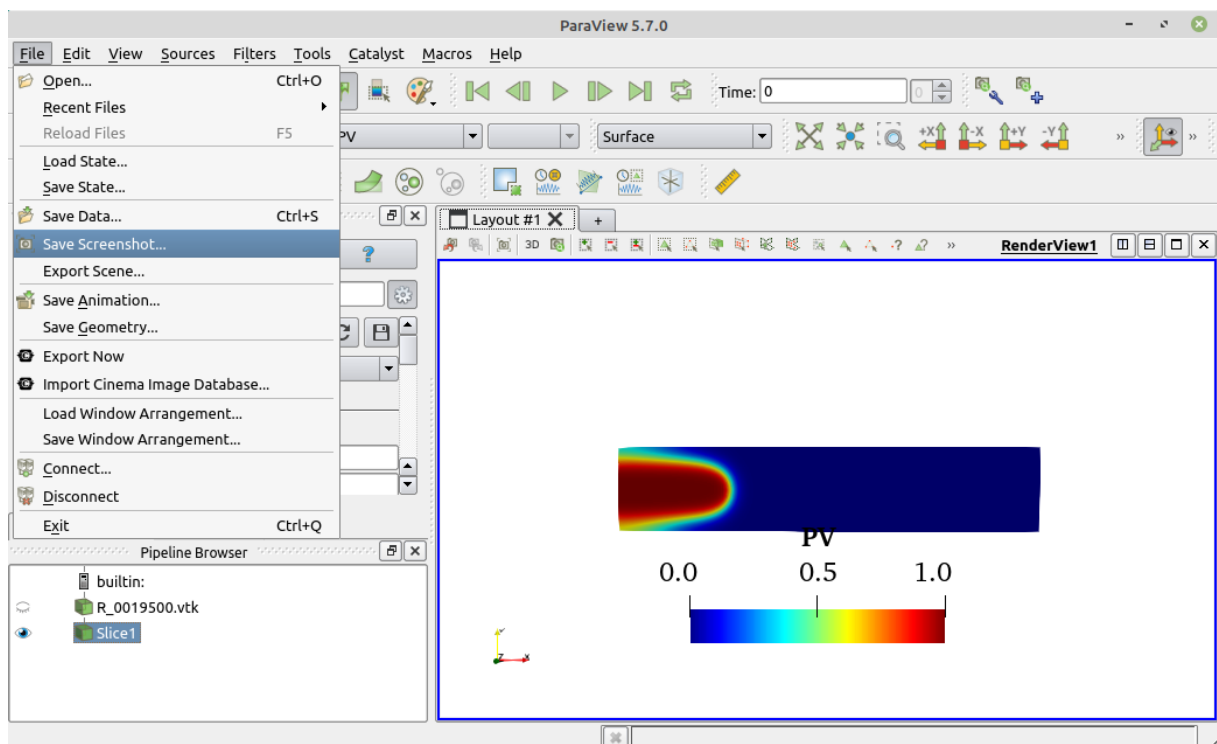 ParaView 5.7.0
File Edit View Sources Filters Tools Catalyst Macros Help
Open... Ctrl+O
Recent Files
Reload Files F5
Load State...
Save State...
Save Data... Ctrl+S
Save Screenshot...
Export Scene...
Save Animation...
Save Geometry...
Export Now
Import Cinema Image Database...
Load Window Arrangement...
Save Window Arrangement...
Connect...
Disconnect
Exit Ctrl+Q
Time: 0 0
PV Surface +X -X +Y -Y
?
Layout #1 +
3D ? RenderView1
PV
0.0 0.5 1.0
Y
Z X
Pipeline Browser
builtin:
R_0019500.vtk
Slice1